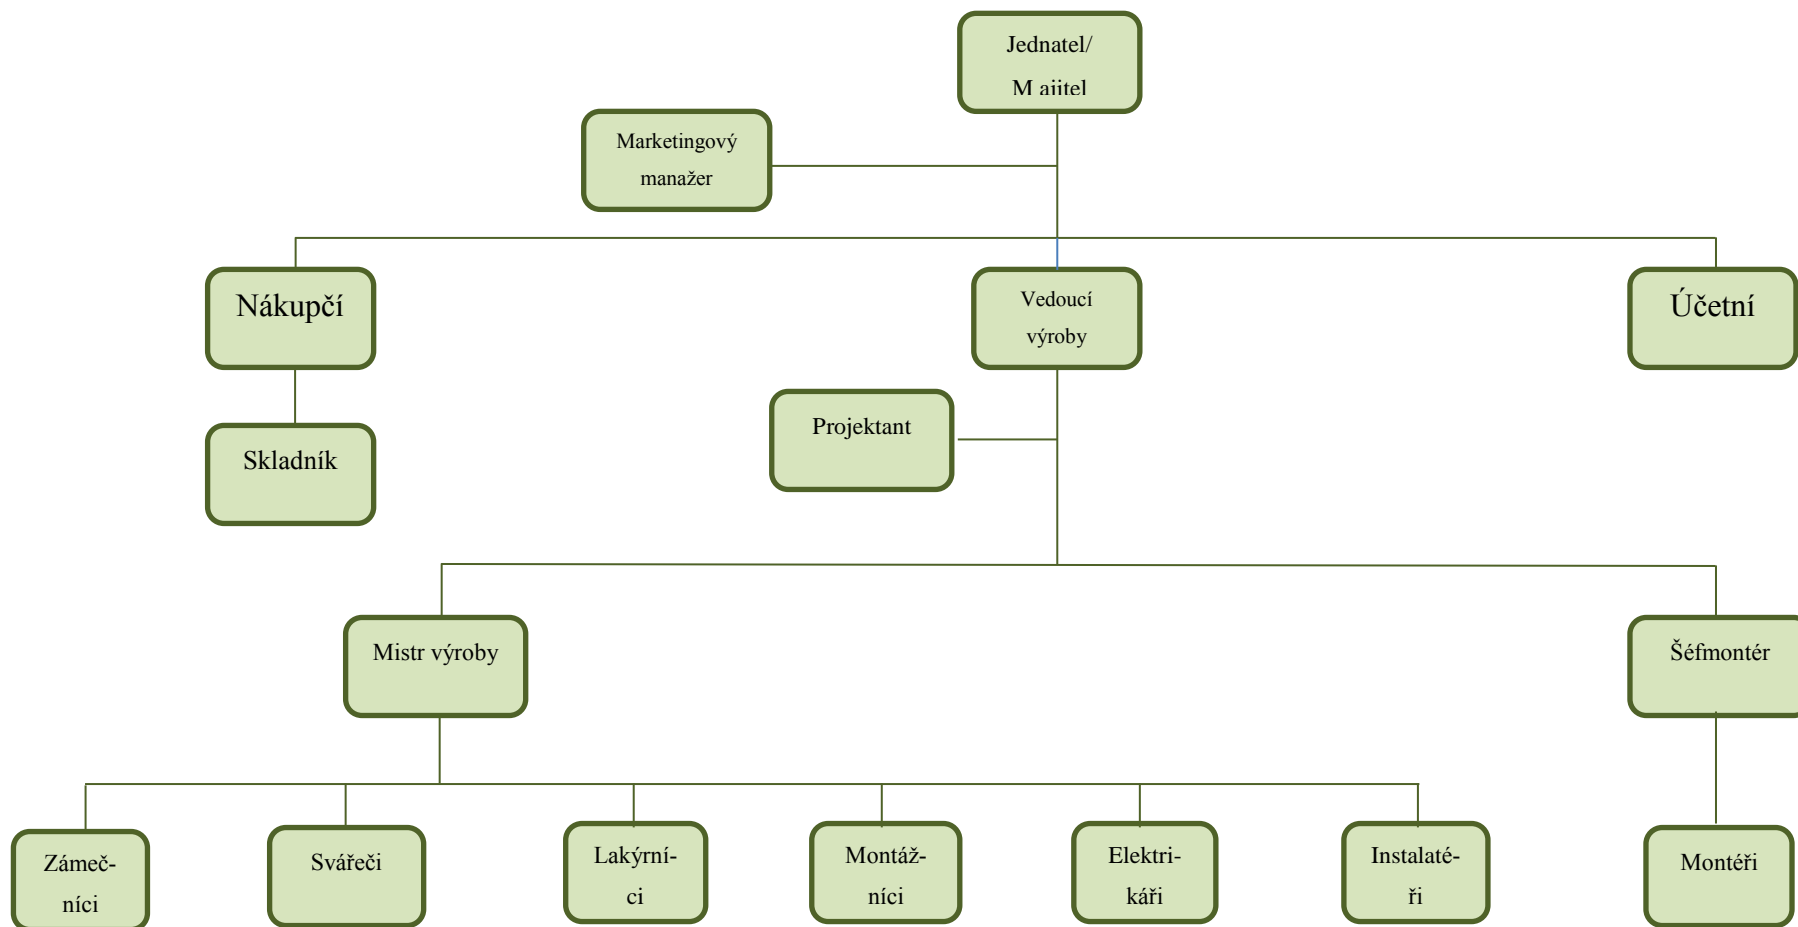 Jednatel/
M ajitel
Marketingový
manažer
Nákupčí
Vedoucí
výroby
Účetní
Skladník
Projektant
Mistr výroby
Šéfmontér
Zámeč-
níci
Svářeči
Lakýrní-
ci
Montáž-
níci
Elektri-
káři
Instalaté-
ři
Montéři